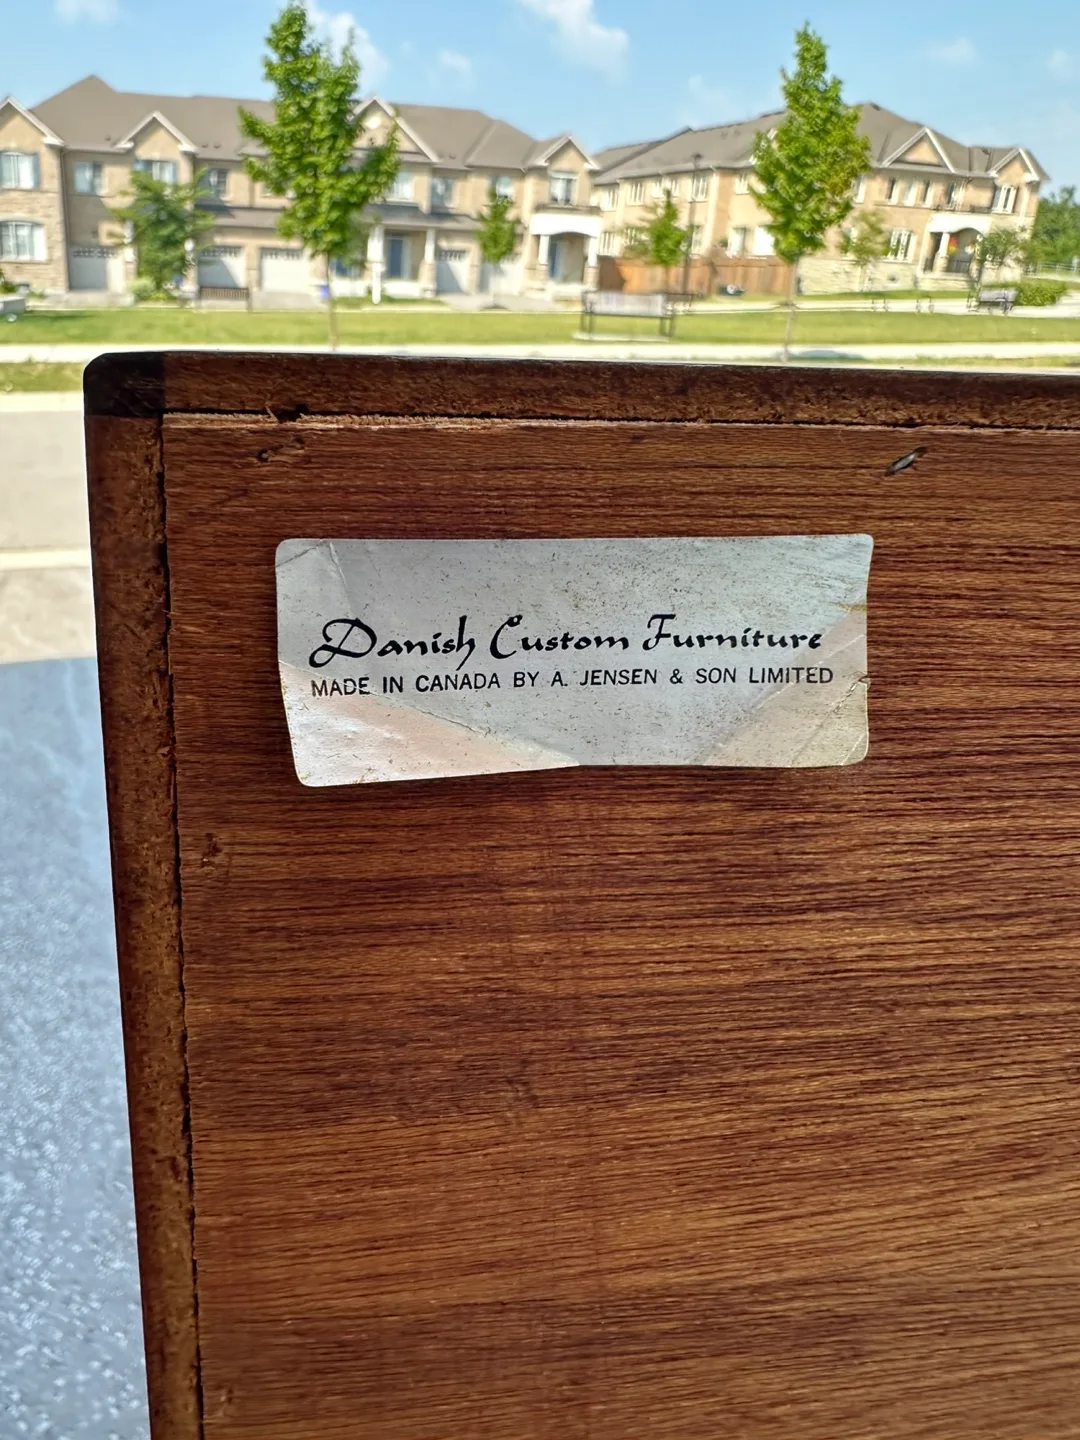 Danish Custom Furniture
MADE IN CANADA BY A. JENSEN & SON LIMITED